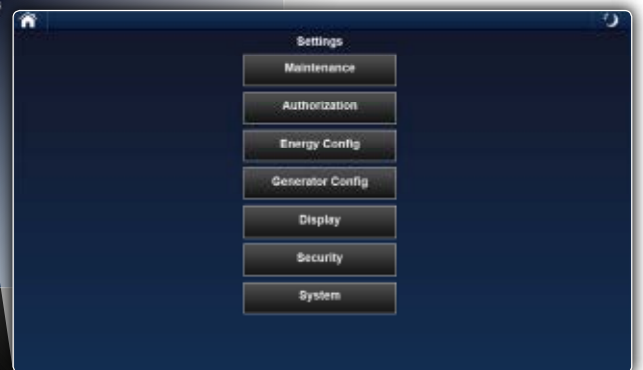 Settings
Maintenance
Authorization
Energy Config
Generator Config
Display
Security
System